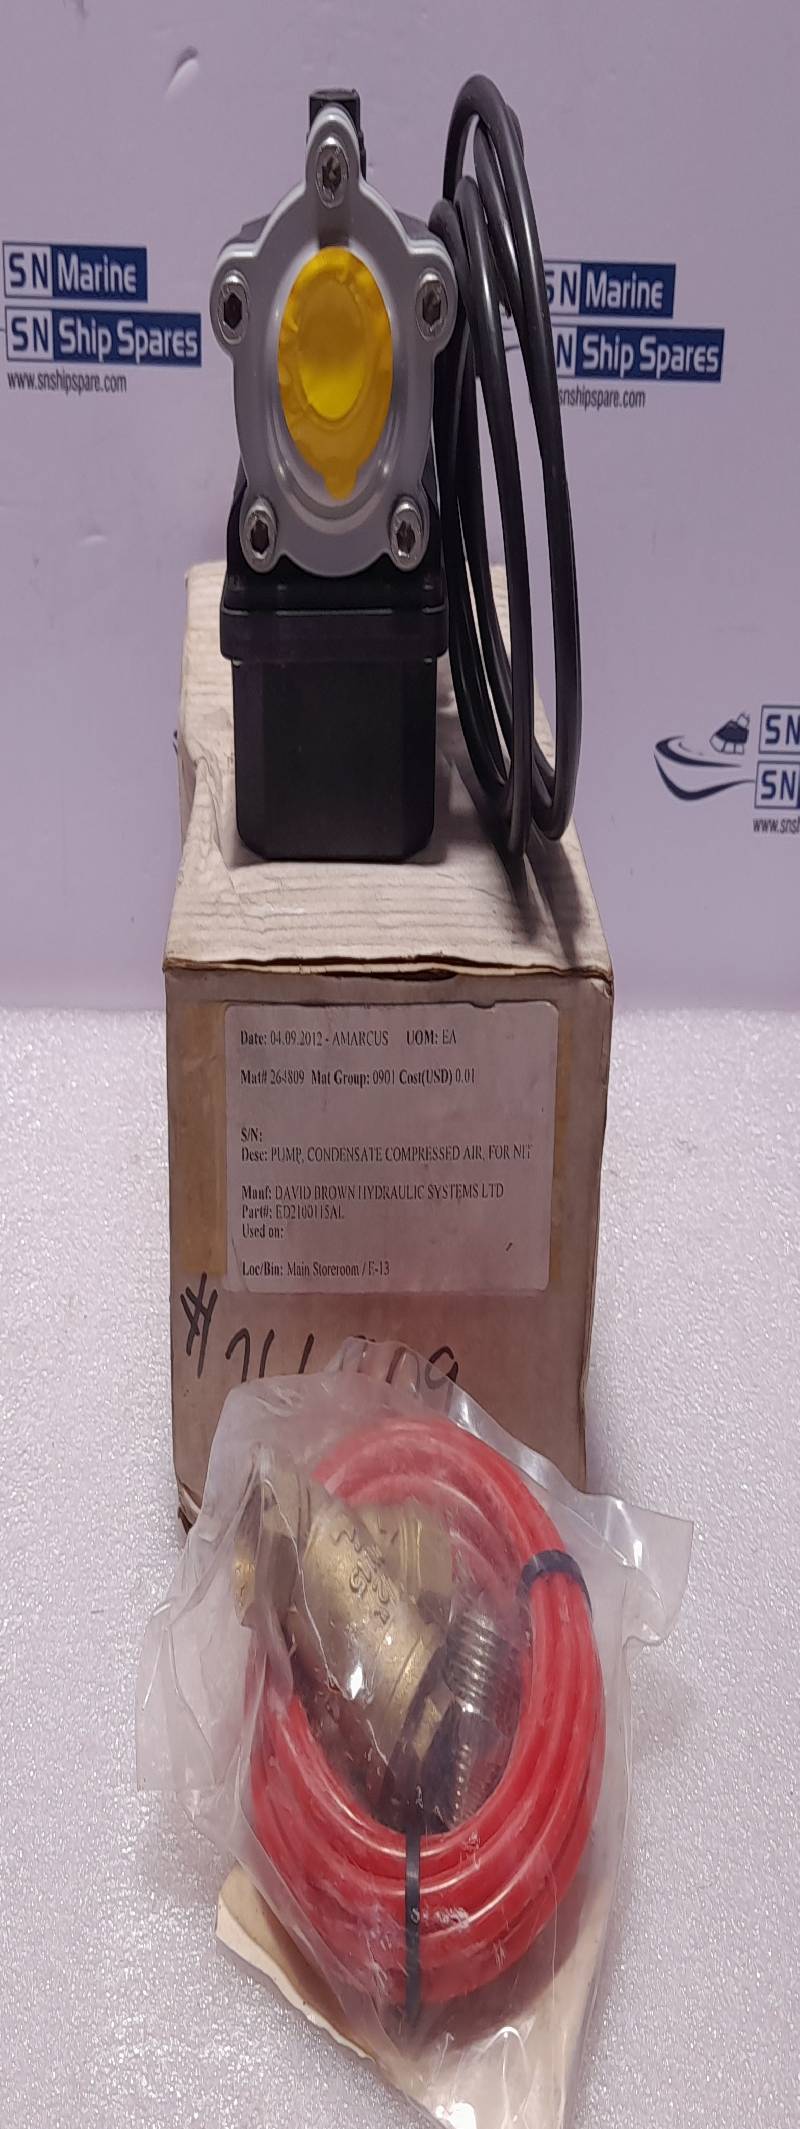 SN Marine
SN Ship Spares
www.snshipspare.com
SN Marine
N Ship Spares
snshipspare.com
SN
SN
www.snsl
Date: 04.09.2012 - AMARCUS UOM: EA
Mat# 264809 Mat Group: 0901 Cost(USD) 0.01
S/N:
Desc: PUMP, CONDENSATE COMPRESSED AIR, FOR NIT
Manf: DAVID BROWN HYDRAULIC SYSTEMS LTD
Part#: ED2100115AL
Used on:
Loc/Bin: Main Storeroom / E-13